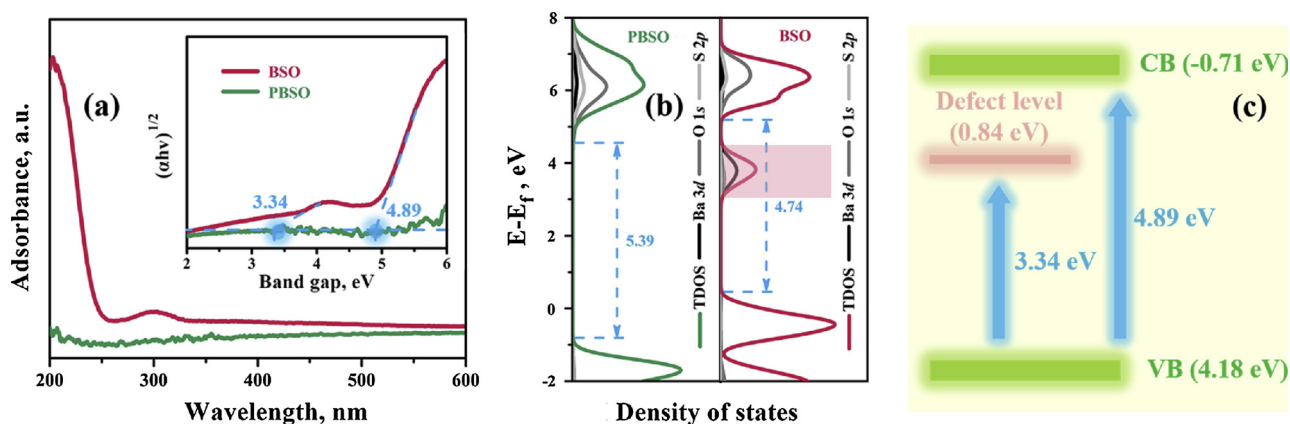 (a)
BSO
PBSO
(αhν)1/2
3.34
4.89
2
3
4
5
6
Band gap, eV
Adsorbance, a.u.
200
300
400
500
600
Wavelength, nm
(b)
PBSO
BSO
8
6
4
2
0
-2
E-Ef , eV
5.39
4.74
TDOS
Ba 3d
O 1s
S 2p
TDOS
Ba 3d
O 1s
S 2p
Density of states
(c)
CB (-0.71 eV)
Defect level
(0.84 eV)
4.89 eV
3.34 eV
VB (4.18 eV)